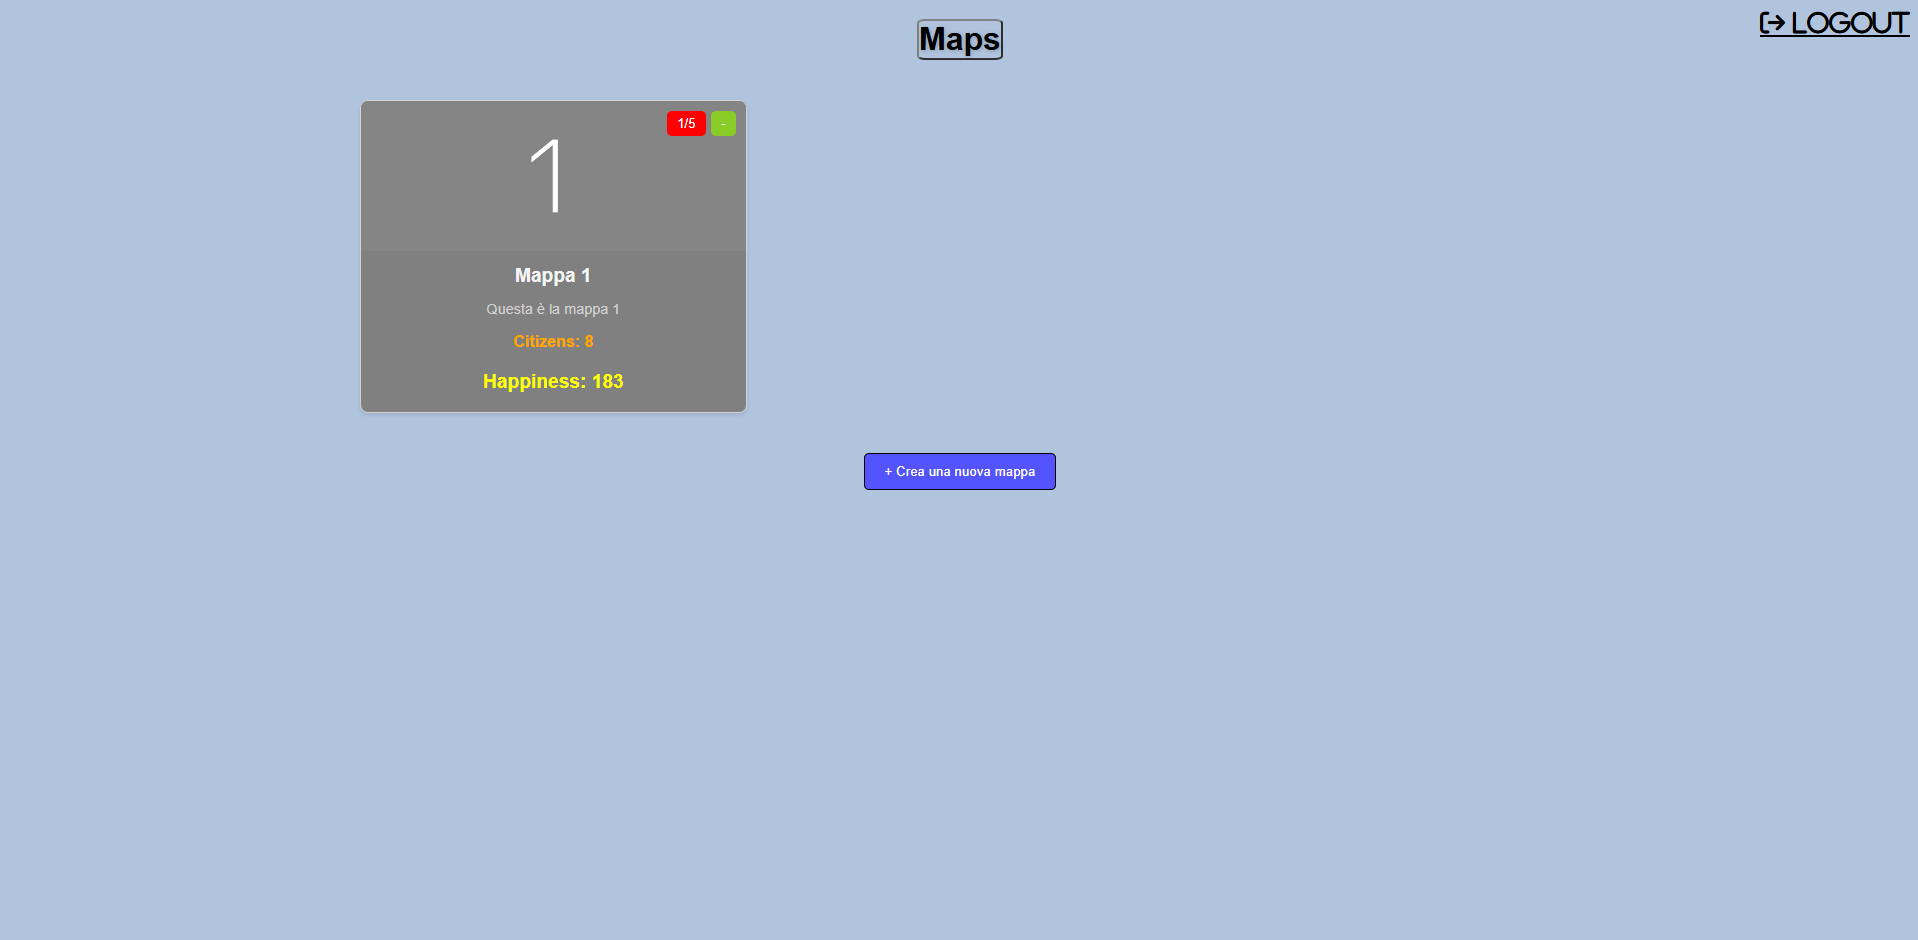 Maps
LOGOUT
1/5
-
1
Mappa 1
Questa è la mappa 1
Citizens: 8
Happiness: 183
+ Crea una nuova mappa